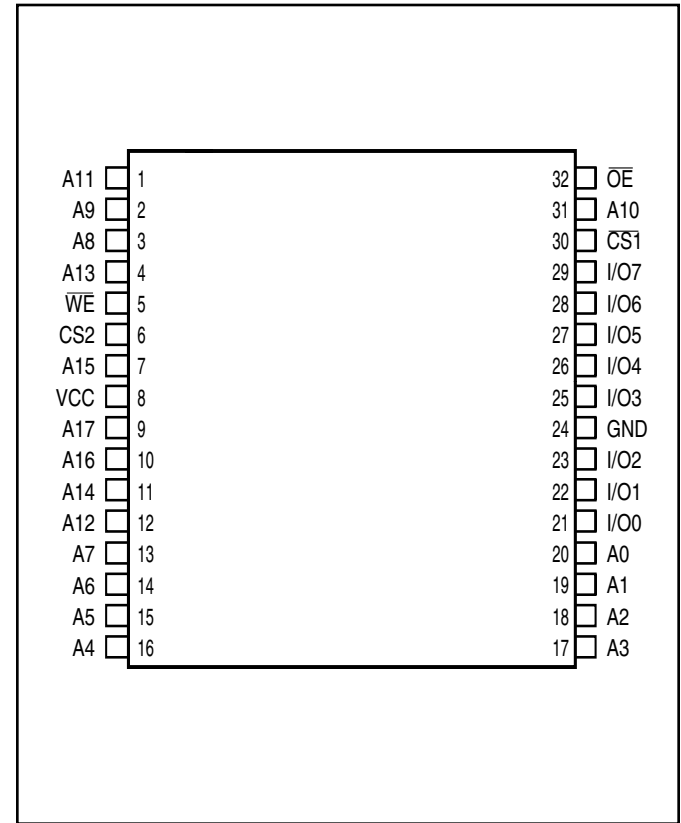 A11 1 32 O̅E̅
A9 2 31 A10
A8 3 30 C̅S̅1̅
A13 4 29 I/O7
W̅E̅ 5 28 I/O6
CS2 6 27 I/O5
A15 7 26 I/O4
VCC 8 25 I/O3
A17 9 24 GND
A16 10 23 I/O2
A14 11 22 I/O1
A12 12 21 I/O0
A7 13 20 A0
A6 14 19 A1
A5 15 18 A2
A4 16 17 A3